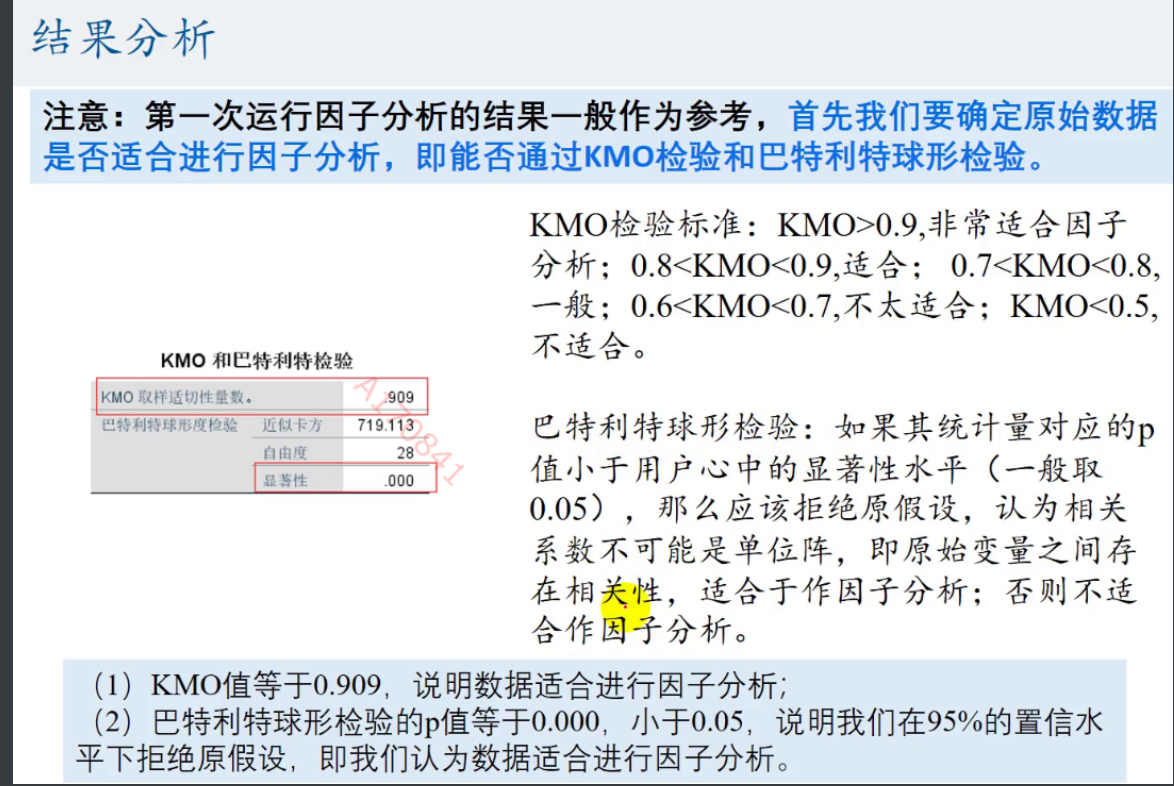 结果分析
注意：第一次运行因子分析的结果一般作为参考，首先我们要确定原始数据
是否适合进行因子分析，即能否通过KMO检验和巴特利特球形检验。
KMO检验标准：KMO>0.9,非常适合因子
分析；0.8<KMO<0.9,适合； 0.7<KMO<0.8,
一般；0.6<KMO<0.7,不太适合；KMO<0.5,
不适合。
KMO 和巴特利特检验
KMO 取样适切性量数。 .909
巴特利特球形度检验 近似卡方 719.113
自由度 28
显著性 .000
A170841
巴特利特球形检验：如果其统计量对应的p
值小于用户心中的显著性水平（一般取
0.05），那么应该拒绝原假设，认为相关
系数不可能是单位阵，即原始变量之间存
在相关性，适合于作因子分析；否则不适
合作因子分析。
（1）KMO值等于0.909，说明数据适合进行因子分析；
（2）巴特利特球形检验的p值等于0.000，小于0.05，说明我们在95%的置信水
平下拒绝原假设，即我们认为数据适合进行因子分析。